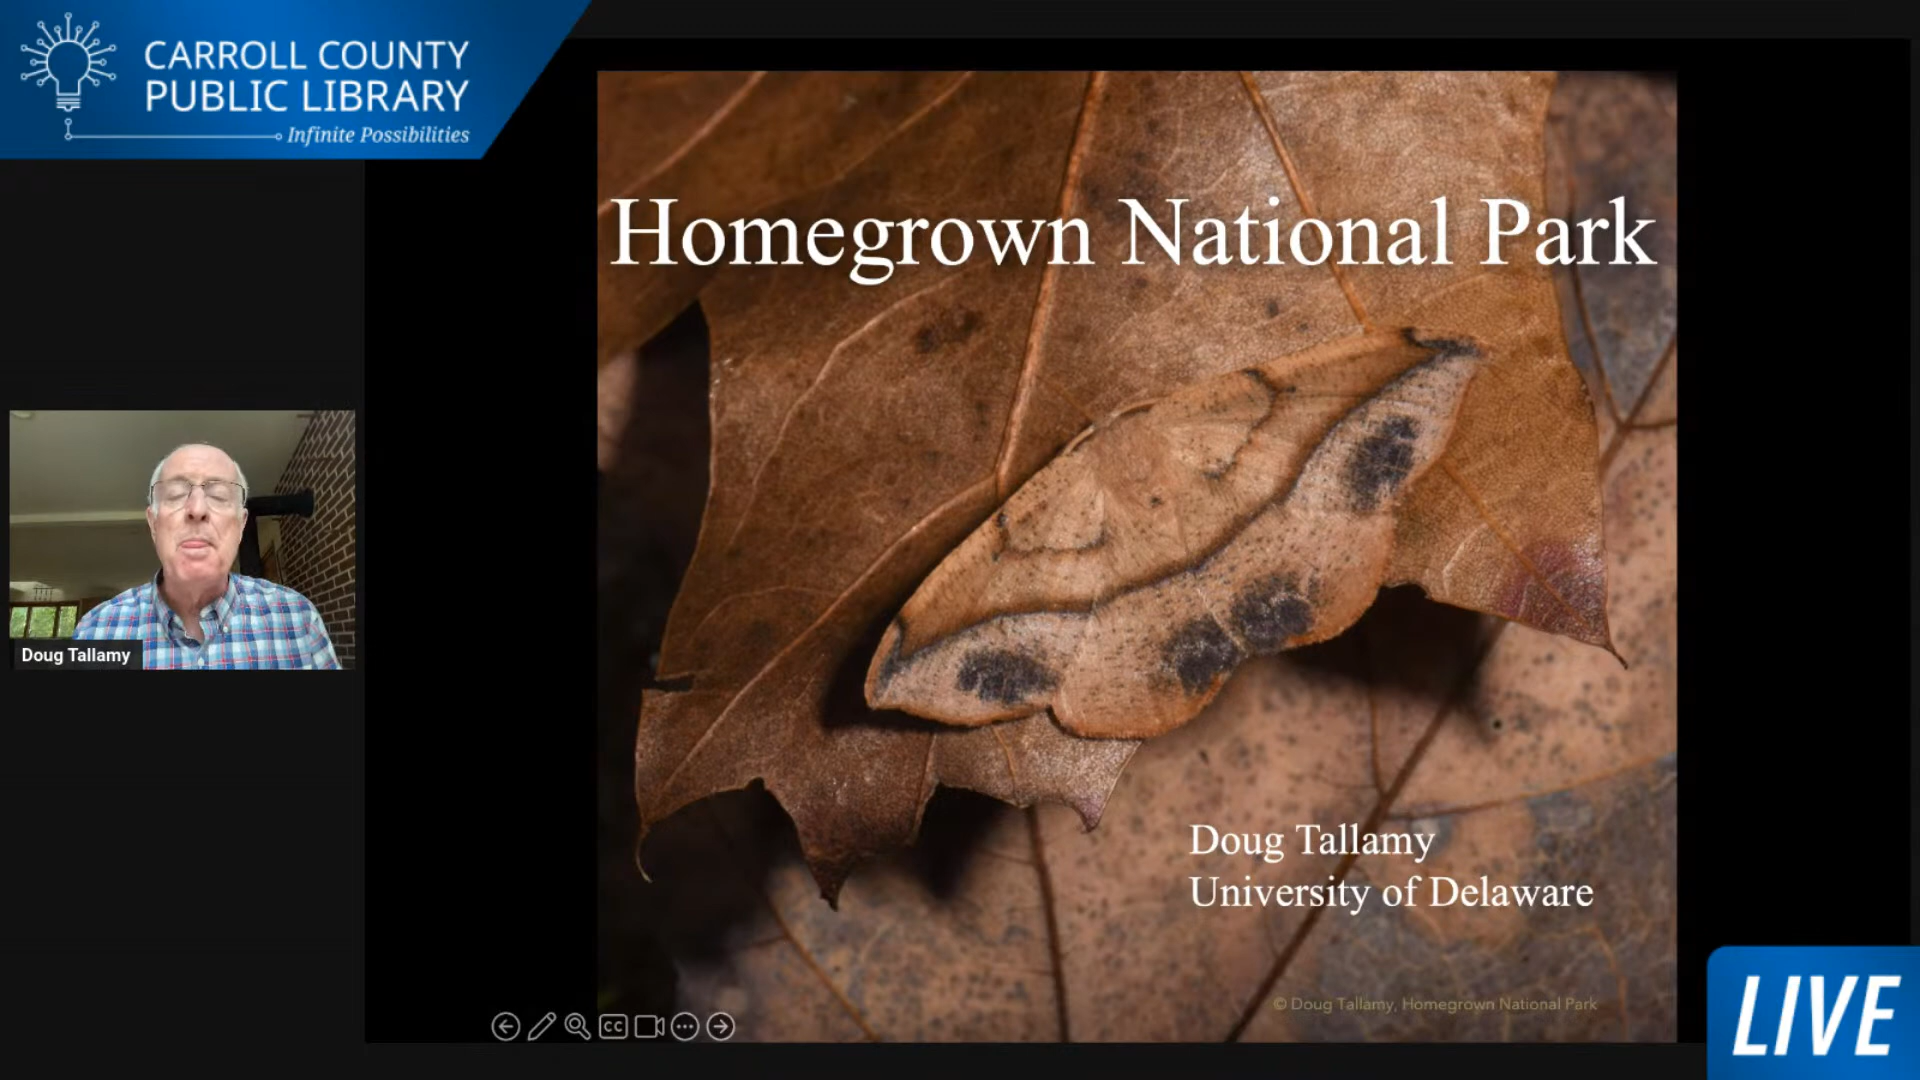 CARROLL COUNTY
PUBLIC LIBRARY
Infinite Possibilities
Homegrown National Park
Doug Tallamy
Doug Tallamy
University of Delaware
© Doug Tallamy, Homegrown National Park
CC
LIVE